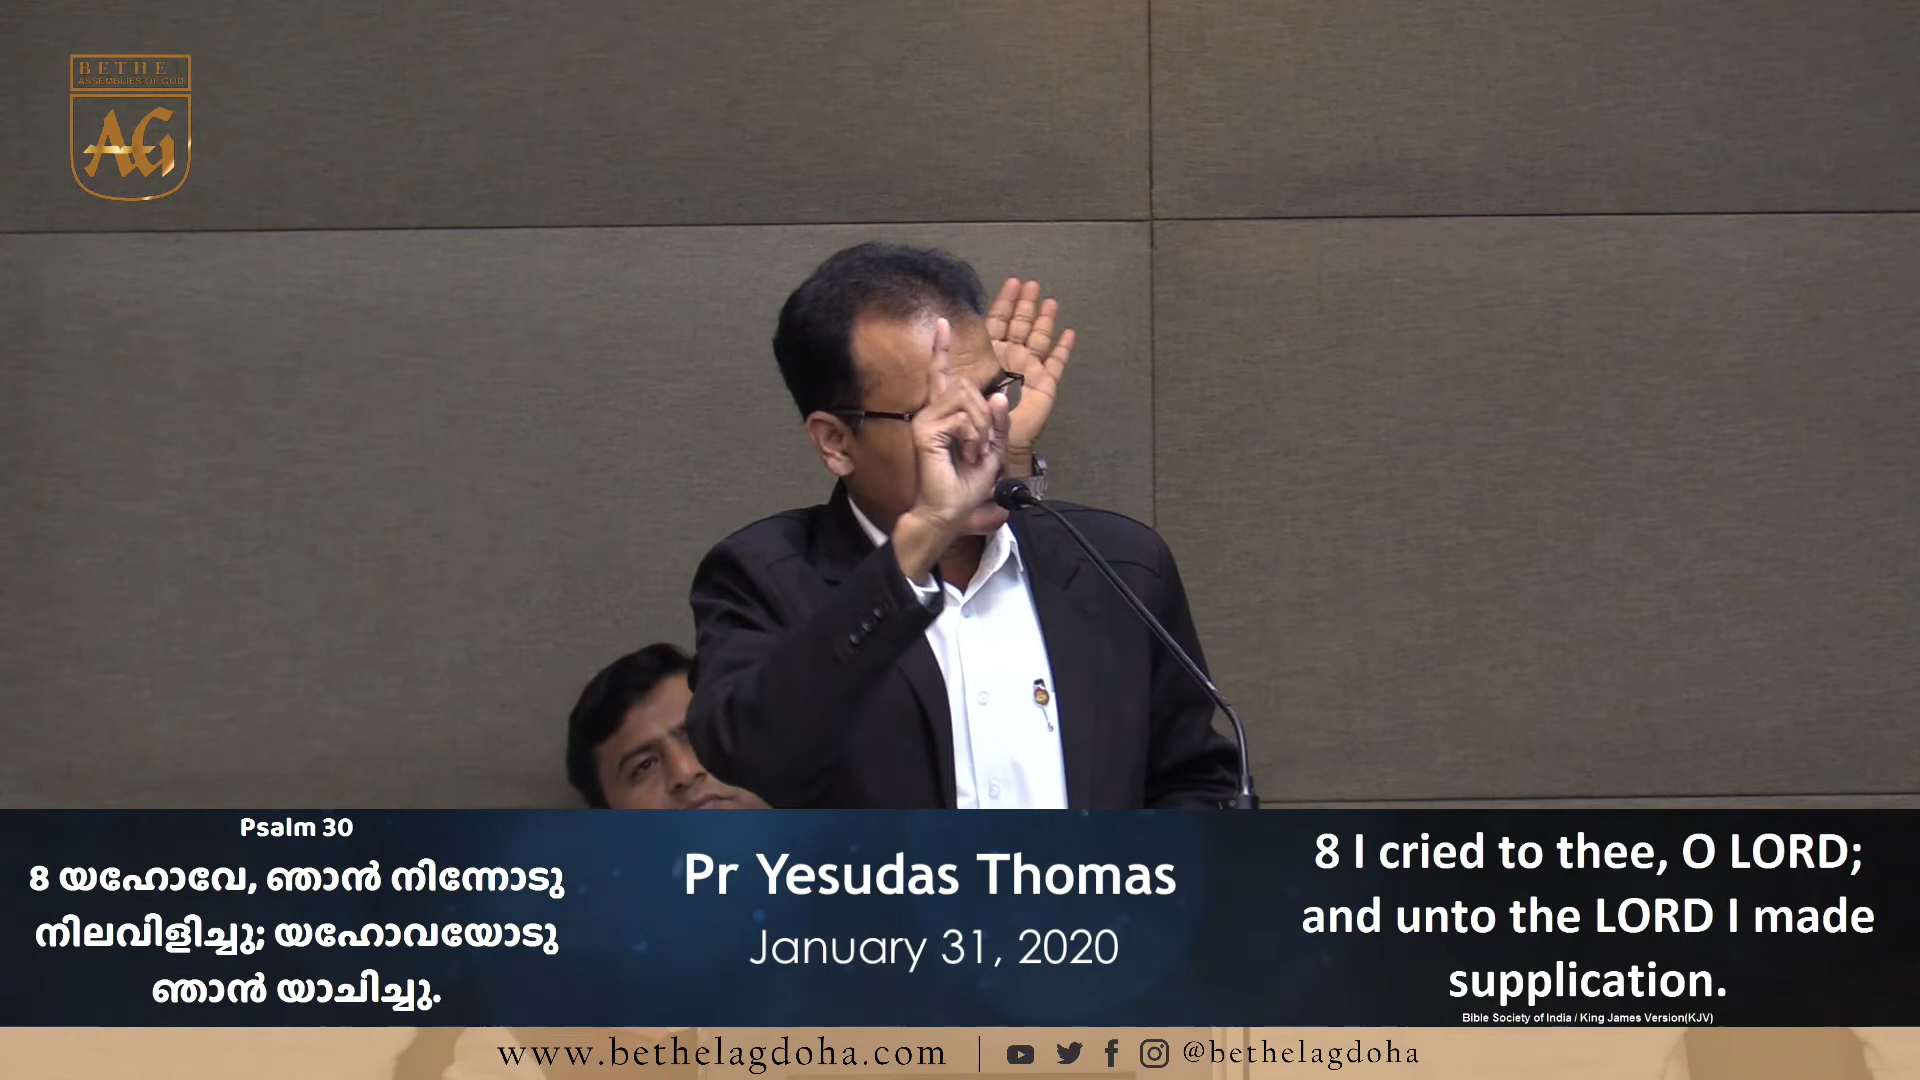 BETHEL
ASSEMBLIES OF GOD
AG
Psalm 30
8 യഹോവേ, ഞാൻ നിന്നോടു
നിലവിളിച്ചു; യഹോവയോടു
ഞാൻ യാചിച്ചു.
Pr Yesudas Thomas
January 31, 2020
8 I cried to thee, O LORD;
and unto the LORD I made
supplication.
Bible Society of India / King James Version(KJV)
www.bethelagdoha.com | @bethelagdoha